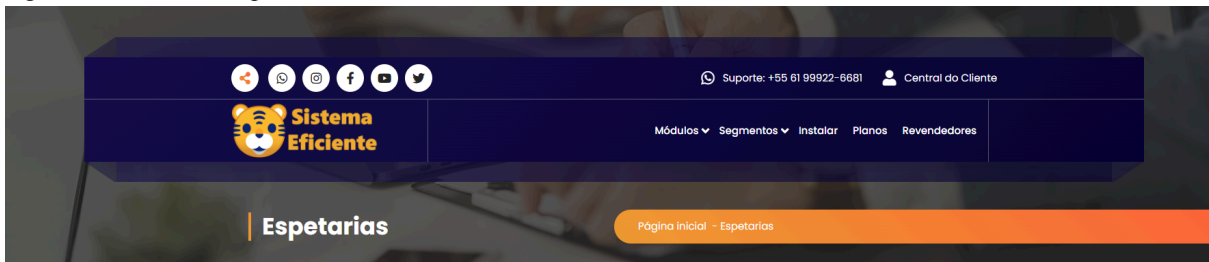 Suporte: +55 61 99922-6681 Central do Cliente
Sistema
Eficiente
Módulos Segmentos Instalar Planos Revendedores
Espetarias
Página inicial - Espetarias